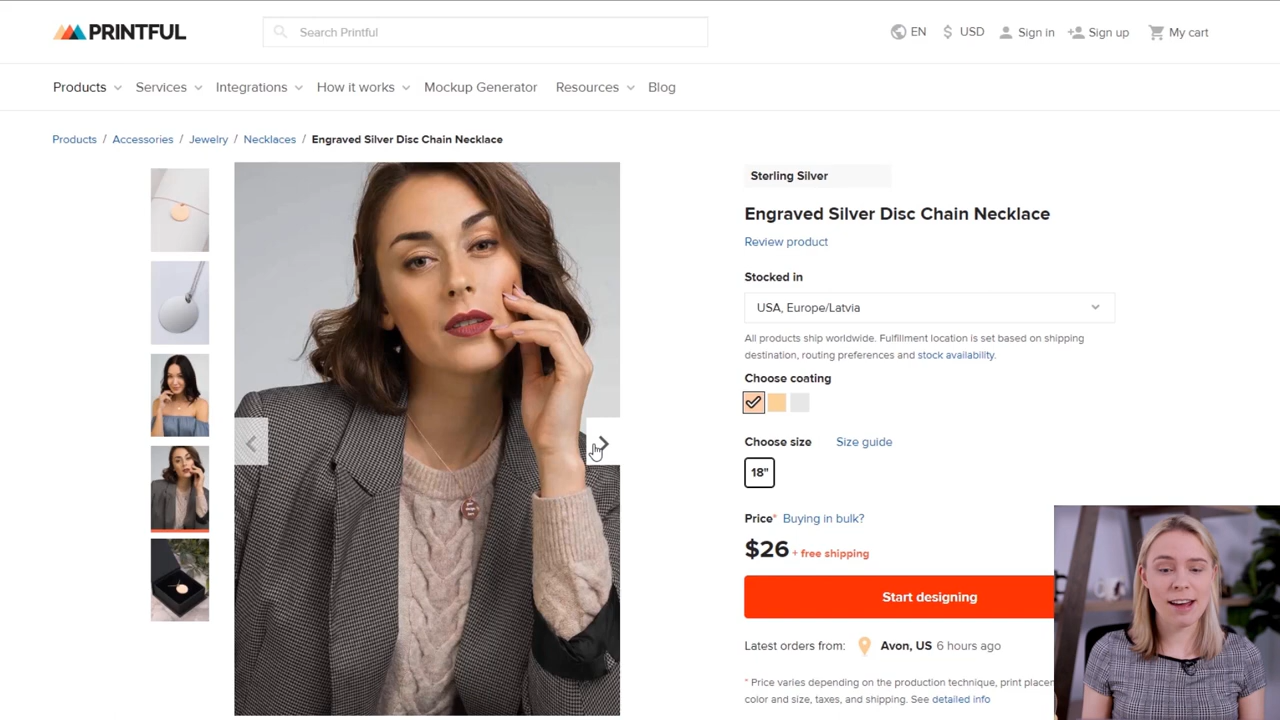 PRINTFUL
Search Printful
EN
USD
Sign in
Sign up
My cart
Products
Services
Integrations
How it works
Mockup Generator
Resources
Blog
Products / Accessories / Jewelry / Necklaces / Engraved Silver Disc Chain Necklace
Sterling Silver
Engraved Silver Disc Chain Necklace
Review product
Stocked in
USA, Europe/Latvia
All products ship worldwide. Fulfillment location is set based on shipping
destination, routing preferences and stock availability.
Choose coating
Choose size
Size guide
18"
Price* Buying in bulk?
$26 + free shipping
Start designing
Latest orders from: Avon, US 6 hours ago
* Price varies depending on the production technique, print placem
color and size, taxes, and shipping. See detailed info